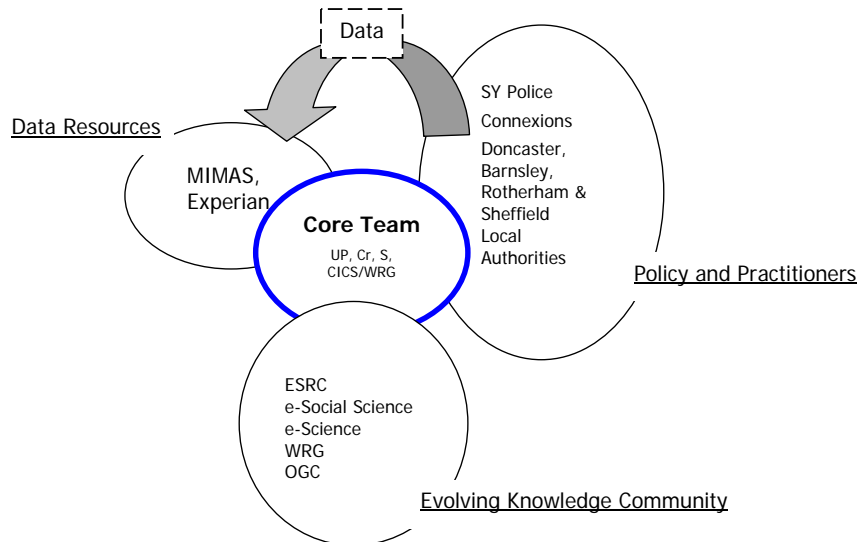 Data
SY Police
Connexions
Doncaster,
Barnsley,
Rotherham &
Sheffield
Local
Authorities
Data Resources
MIMAS,
Experian
Core Team
UP, Cr, S,
CICS/WRG
Policy and Practitioners
ESRC
e-Social Science
e-Science
WRG
OGC
Evolving Knowledge Community